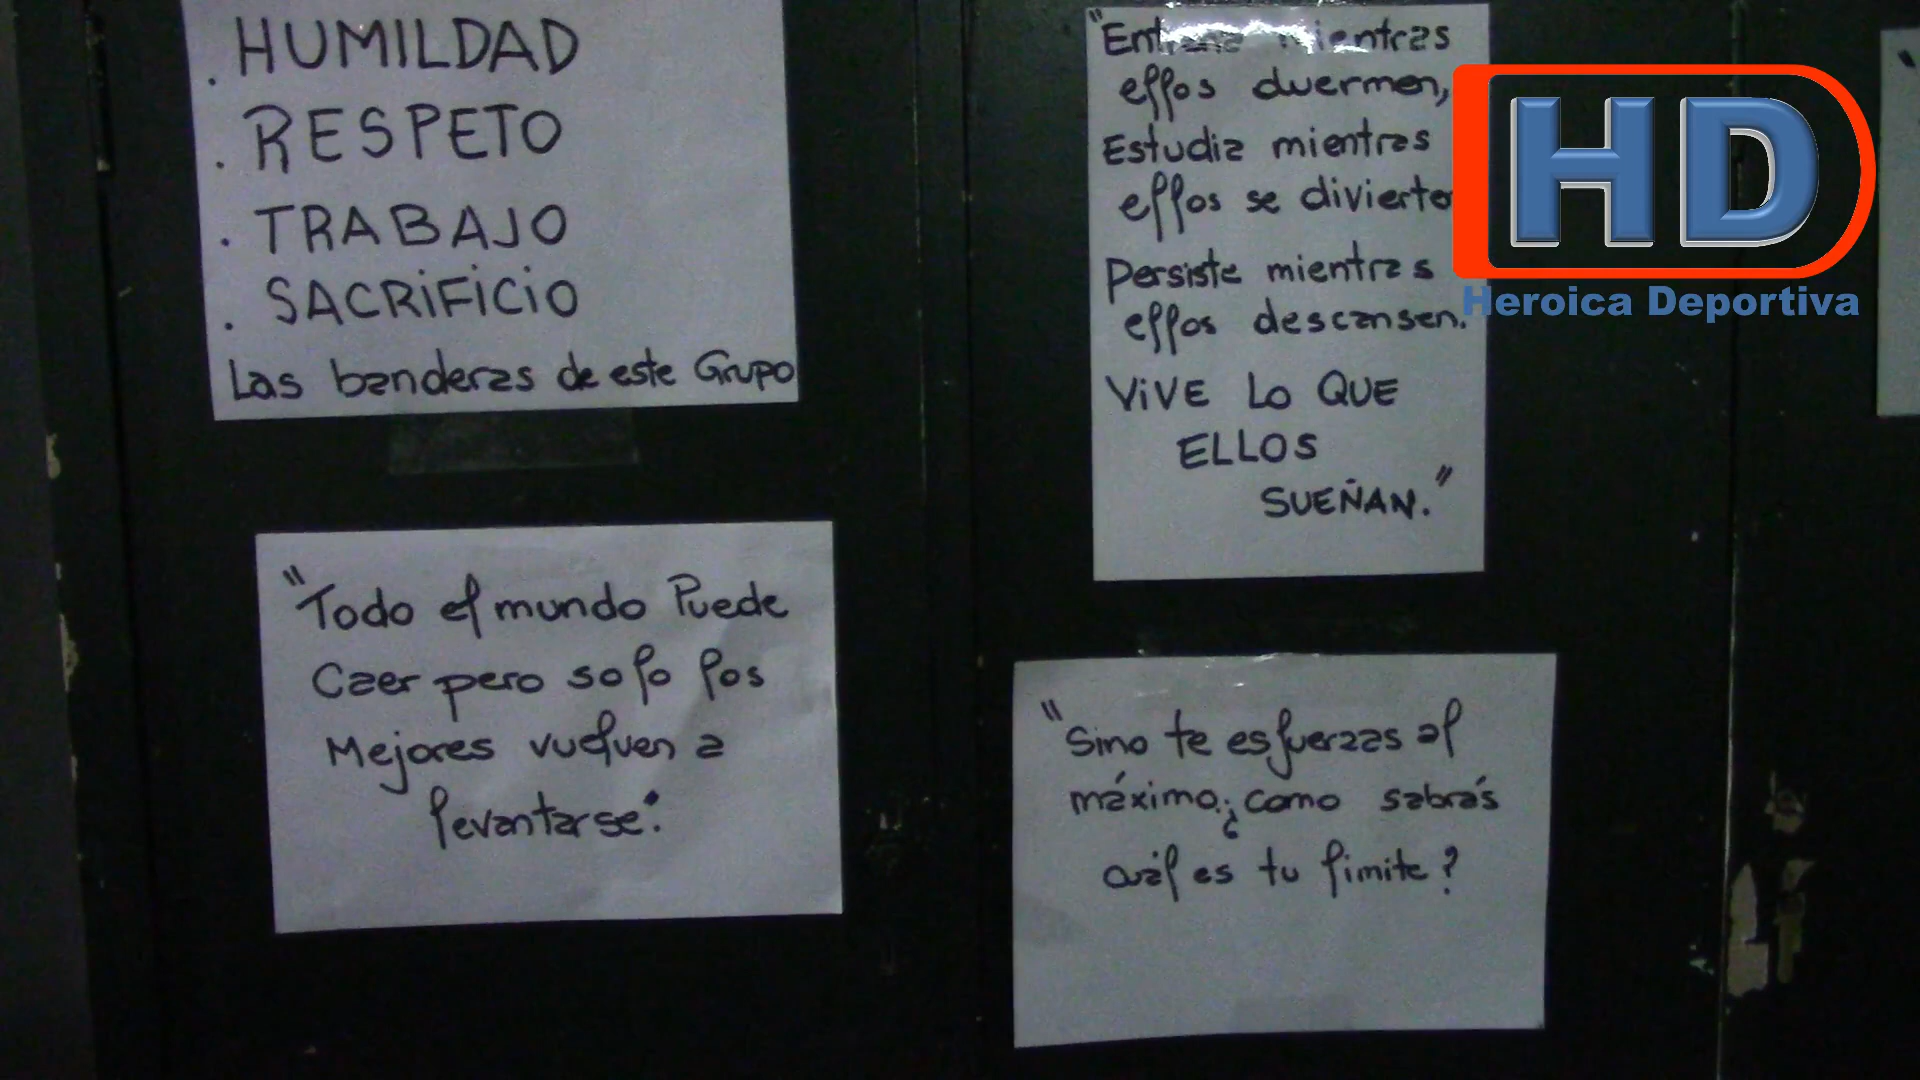 . HUMILDAD
. RESPETO
. TRABAJO
. SACRIFICIO
Las banderas de este Grupo
"Todo el mundo Puede
Caer pero solo los
Mejores vuelven a
levantarse."
"Entrena mientras
ellos duermen,
Estudia mientras
ellos se divierte
Persiste mientras
ellos descansen.
VIVE LO QUE
ELLOS
SUEÑAN."
"Sino te esfuerzas al
máximo, ¿como sabrás
cuál es tu limite?
HD
Heroica Deportiva